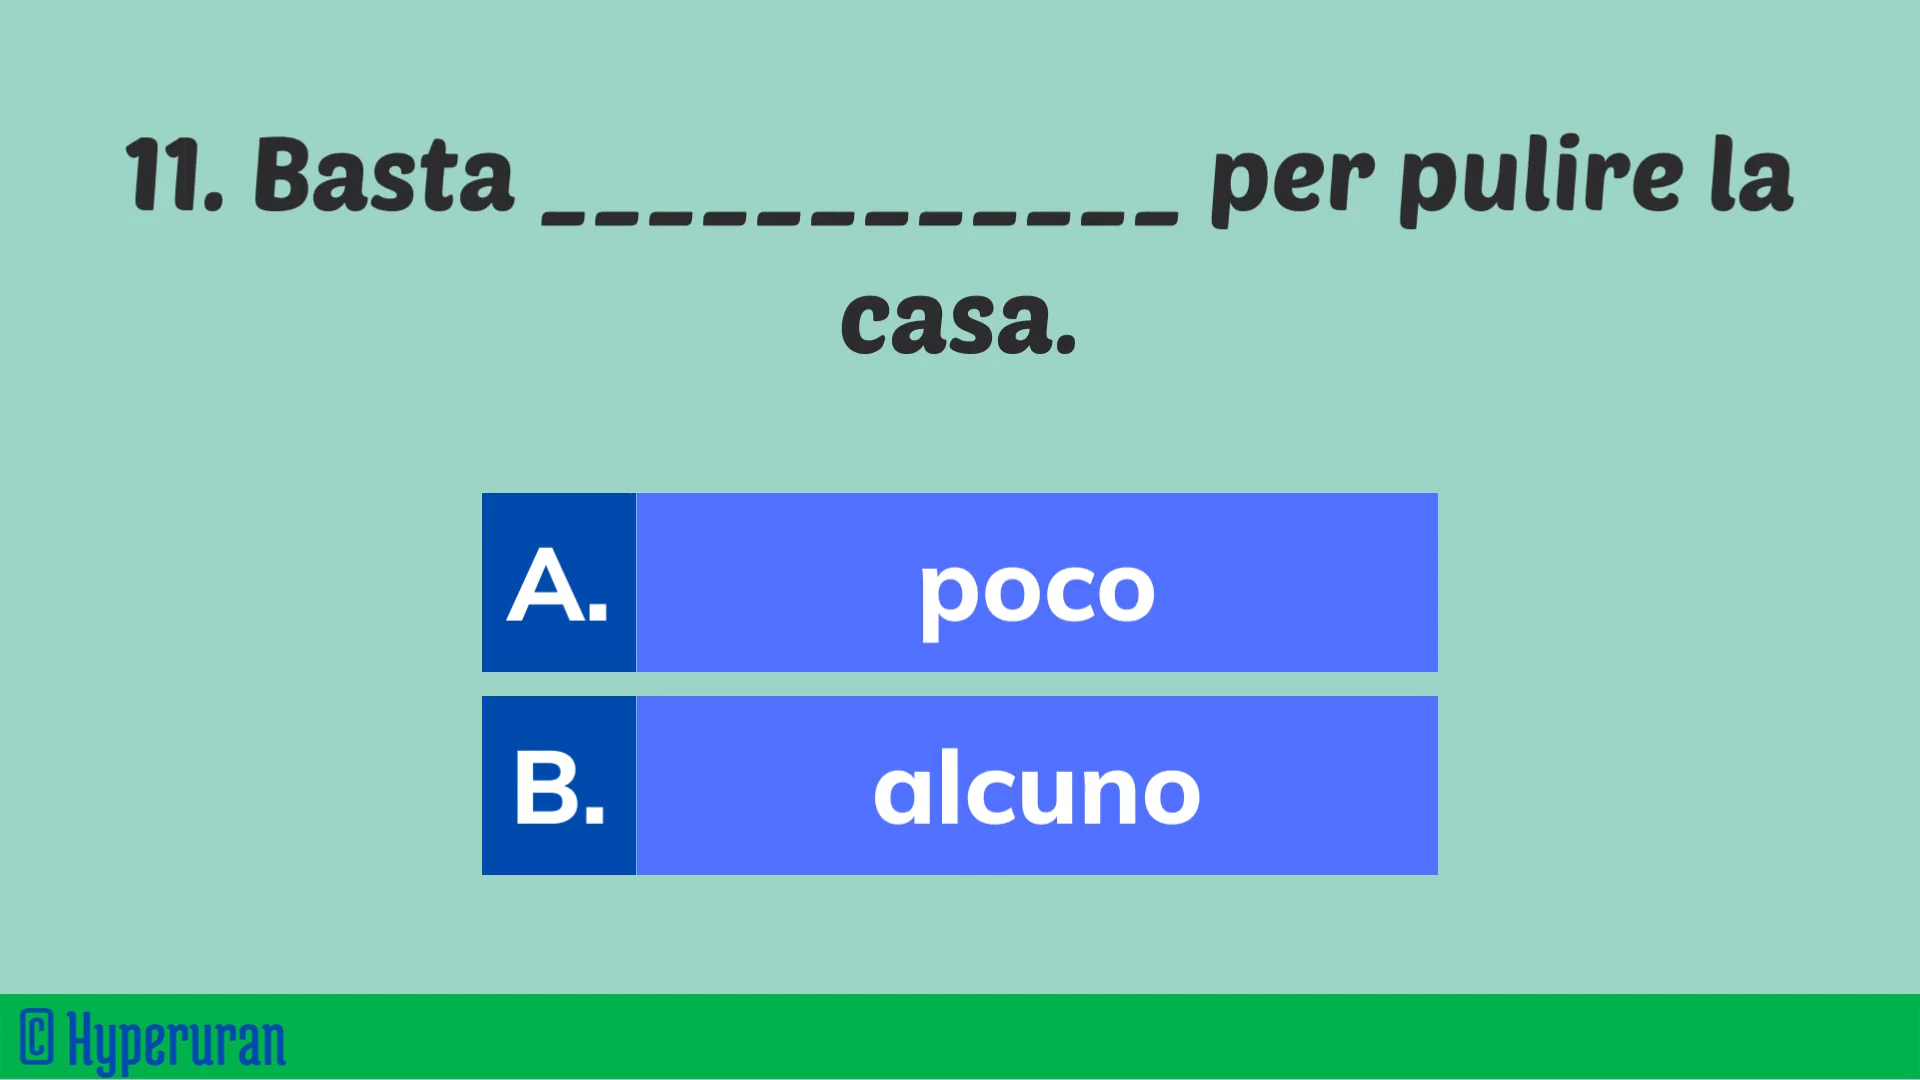 11. Basta ____________ per pulire la
casa.
A. poco
B. alcuno
© Hyperuran